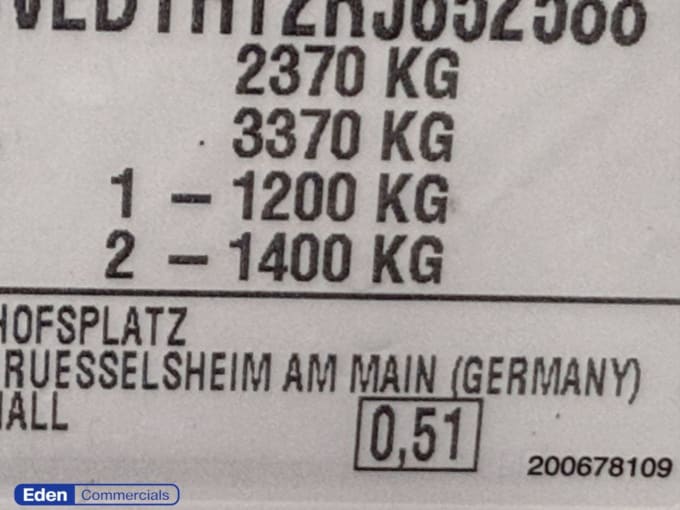 2370 KG
3370 KG
1 - 1200 KG
2 - 1400 KG
HOFSPLATZ
RUESSELSHEIM AM MAIN (GERMANY)
HALL
0,51
200678109
Eden Commercials